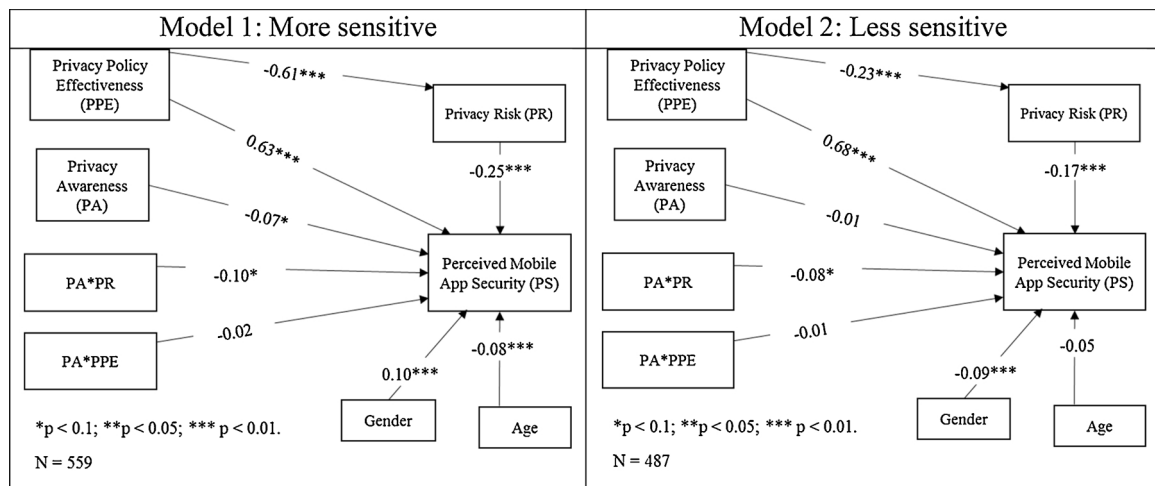 Model 1: More sensitive
Privacy Policy
Effectiveness
(PPE)
-0.61***
Privacy Risk (PR)
0.63***
-0.25***
Privacy
Awareness
(PA)
-0.07*
PA*PR
-0.10*
Perceived Mobile
App Security (PS)
PA*PPE
-0.02
0.10***
-0.08***
Gender
Age
*p < 0.1; **p < 0.05; *** p < 0.01.
N = 559
Model 2: Less sensitive
Privacy Policy
Effectiveness
(PPE)
-0.23***
Privacy Risk (PR)
0.68***
-0.17***
Privacy
Awareness
(PA)
-0.01
PA*PR
-0.08*
Perceived Mobile
App Security (PS)
PA*PPE
-0.01
-0.09***
-0.05
Gender
Age
*p < 0.1; **p < 0.05; *** p < 0.01.
N = 487